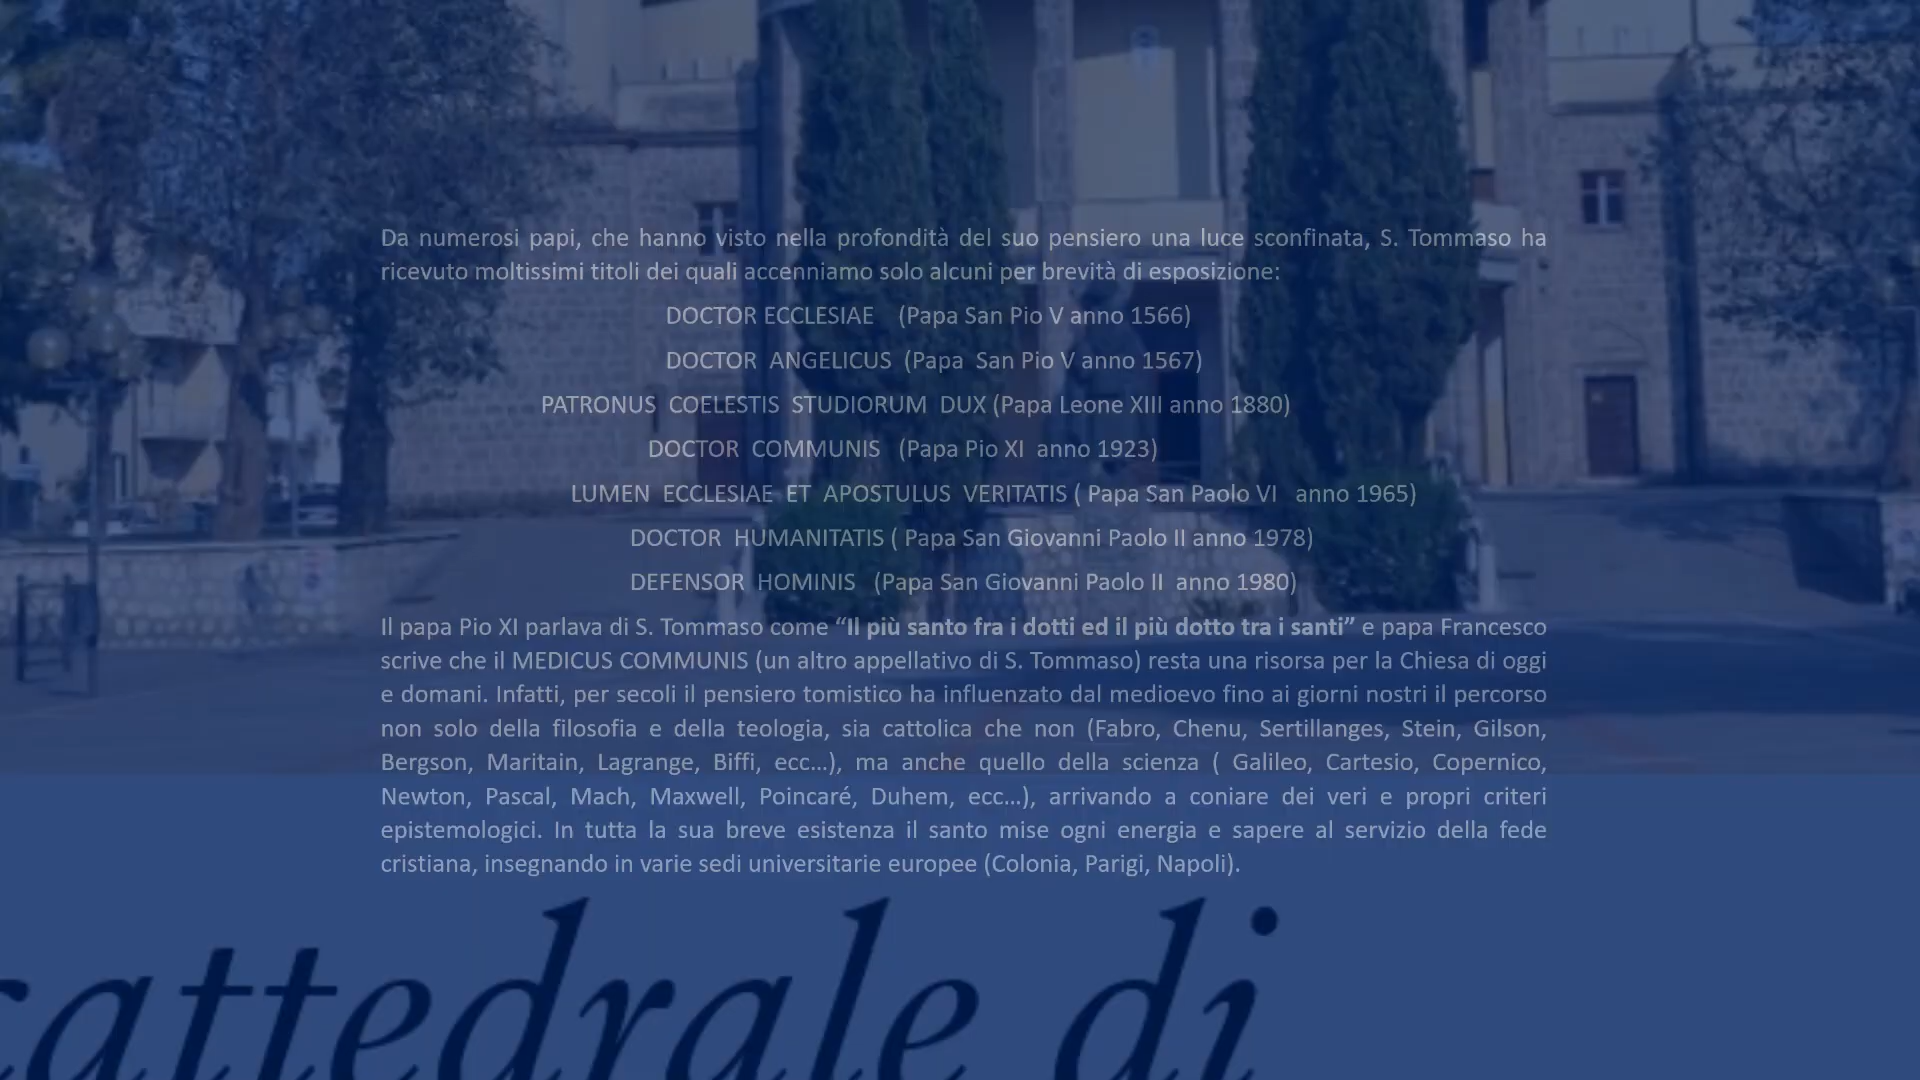 Da numerosi papi, che hanno visto nella profondità del suo pensiero una luce sconfinata, S. Tommaso ha
ricevuto moltissimi titoli dei quali accenniamo solo alcuni per brevità di esposizione:
DOCTOR ECCLESIAE (Papa San Pio V anno 1566)
DOCTOR ANGELICUS (Papa San Pio V anno 1567)
PATRONUS COELESTIS STUDIORUM DUX (Papa Leone XIII anno 1880)
DOCTOR COMMUNIS (Papa Pio XI anno 1923)
LUMEN ECCLESIAE ET APOSTULUS VERITATIS ( Papa San Paolo VI anno 1965)
DOCTOR HUMANITATIS ( Papa San Giovanni Paolo II anno 1978)
DEFENSOR HOMINIS (Papa San Giovanni Paolo II anno 1980)
Il papa Pio XI parlava di S. Tommaso come “Il più santo fra i dotti ed il più dotto tra i santi” e papa Francesco
scrive che il MEDICUS COMMUNIS (un altro appellativo di S. Tommaso) resta una risorsa per la Chiesa di oggi
e domani. Infatti, per secoli il pensiero tomistico ha influenzato dal medioevo fino ai giorni nostri il percorso
non solo della filosofia e della teologia, sia cattolica che non (Fabro, Chenu, Sertillanges, Stein, Gilson,
Bergson, Maritain, Lagrange, Biffi, ecc…), ma anche quello della scienza ( Galileo, Cartesio, Copernico,
Newton, Pascal, Mach, Maxwell, Poincaré, Duhem, ecc…), arrivando a coniare dei veri e propri criteri
epistemologici. In tutta la sua breve esistenza il santo mise ogni energia e sapere al servizio della fede
cristiana, insegnando in varie sedi universitarie europee (Colonia, Parigi, Napoli).
cattedrale di